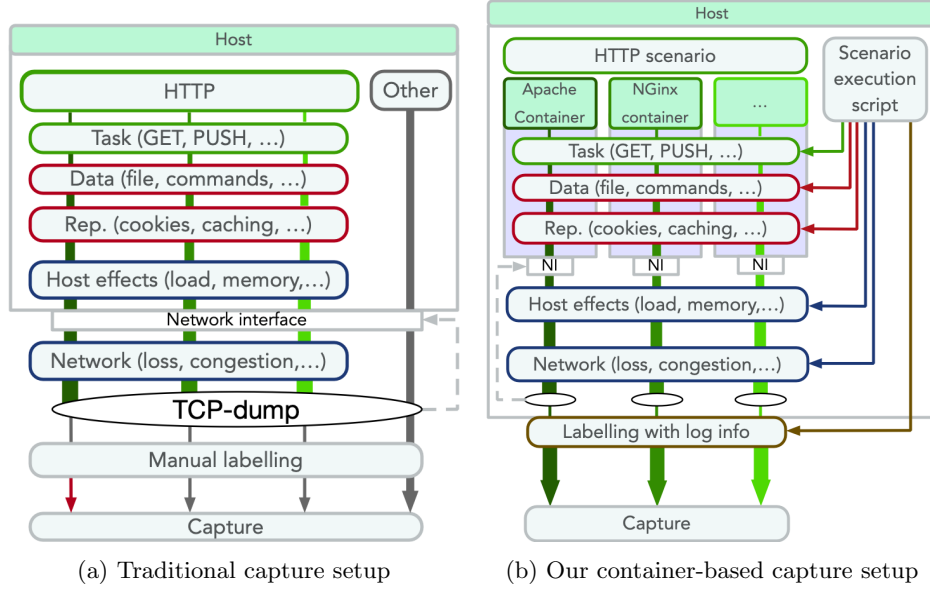 Host
HTTP
Other
Task (GET, PUSH, ...)
Data (file, commands, ...)
Rep. (cookies, caching, ...)
Host effects (load, memory,...)
Network interface
Network (loss, congestion,...)
TCP-dump
Manual labelling
Capture
(a) Traditional capture setup
Host
HTTP scenario
Scenario
execution
script
Apache
Container
NGinx
container
...
Task (GET, PUSH, ...)
Data (file, commands, ...)
Rep. (cookies, caching, ...)
NI
NI
NI
Host effects (load, memory,...)
Network (loss, congestion,...)
Labelling with log info
Capture
(b) Our container-based capture setup